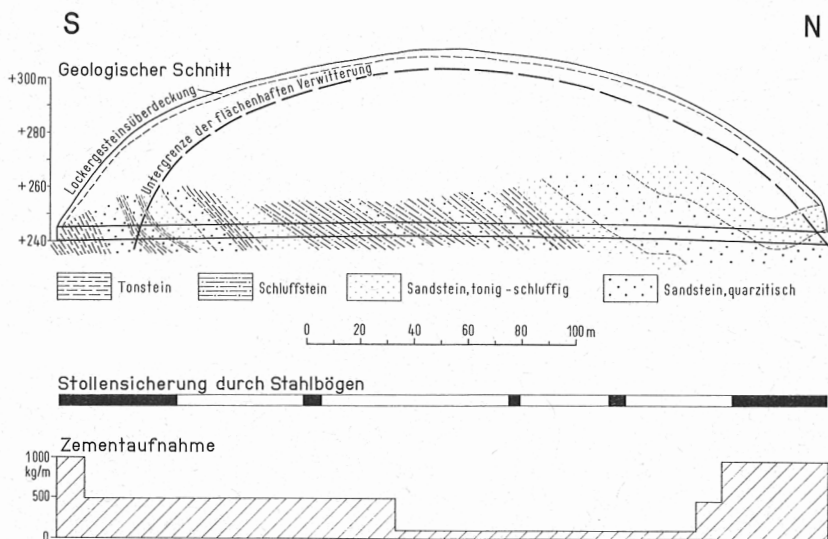 S
N
Geologischer Schnitt
+300m
+280
+260
+240
Lockergesteinsüberdeckung
Untergrenze der flächenhaften Verwitterung
Tonstein
Schluffstein
Sandstein, tonig-schluffig
Sandstein, quarzitisch
0 20 40 60 80 100m
Stollensicherung durch Stahlbögen
Zementaufnahme
1000
kg/m
500
0